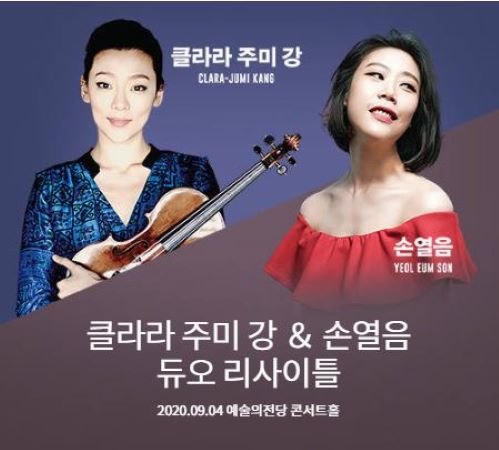 클라라 주미 강
CLARA-JUMI KANG
손열음
YEOL EUM SON
클라라 주미 강 & 손열음
듀오 리사이틀
2020.09.04 예술의전당 콘서트홀